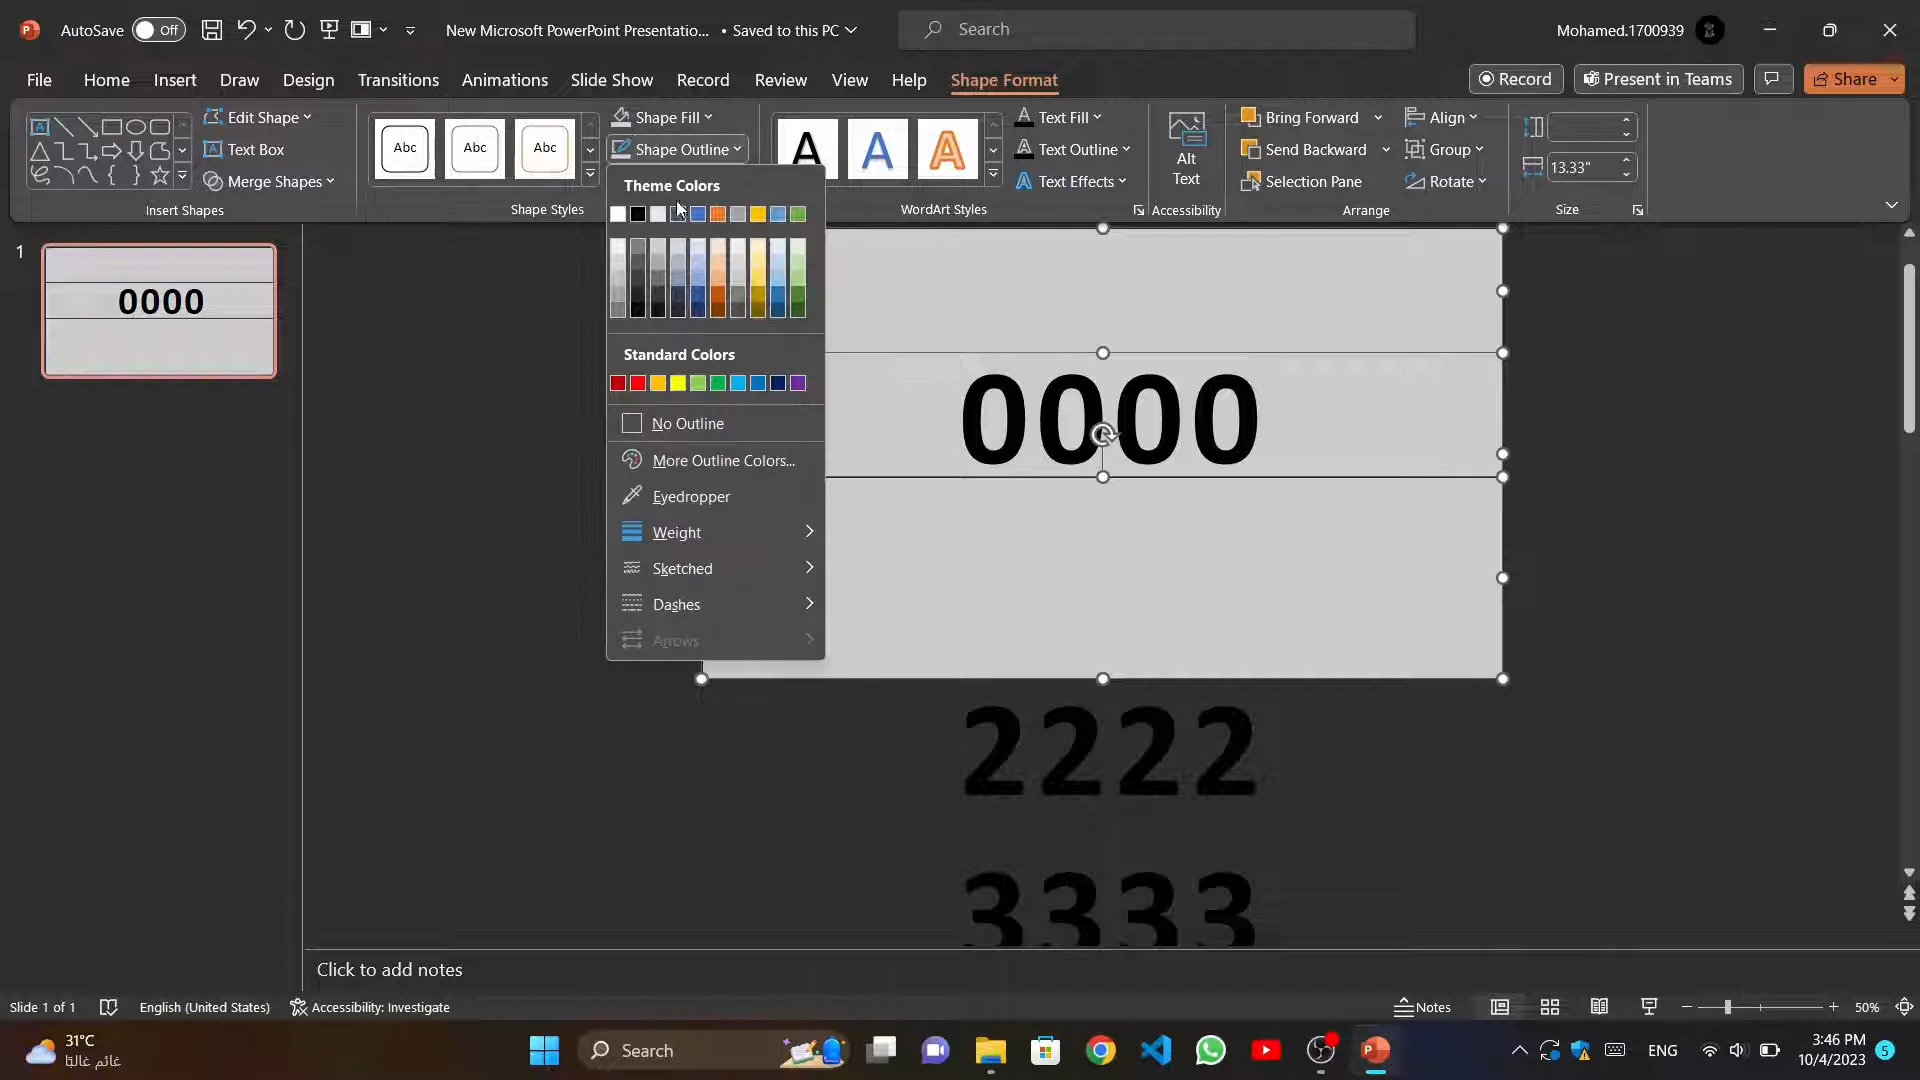 AutoSave Off New Microsoft PowerPoint Presentatio... • Saved to this PC Search Mohamed.1700939
File Home Insert Draw Design Transitions Animations Slide Show Record Review View Help Shape Format Record Present in Teams Share
Edit Shape
Text Box
Merge Shapes
Insert Shapes
Abc Abc Abc
Shape Fill
Shape Outline
Shape Styles
A A A
Text Fill
Text Outline
Text Effects
WordArt Styles
Alt
Text
Accessibility
Bring Forward
Send Backward
Selection Pane
Align
Group
Rotate
Arrange
13.33"
Size
Theme Colors
Standard Colors
No Outline
More Outline Colors...
Eyedropper
Weight
Sketched
Dashes
Arrows
1
0000
0000
2222
3333
Click to add notes
Slide 1 of 1 English (United States) Accessibility: Investigate Notes 50%
31°C
غائم غالبًا
Search
ENG
3:46 PM
10/4/2023
5